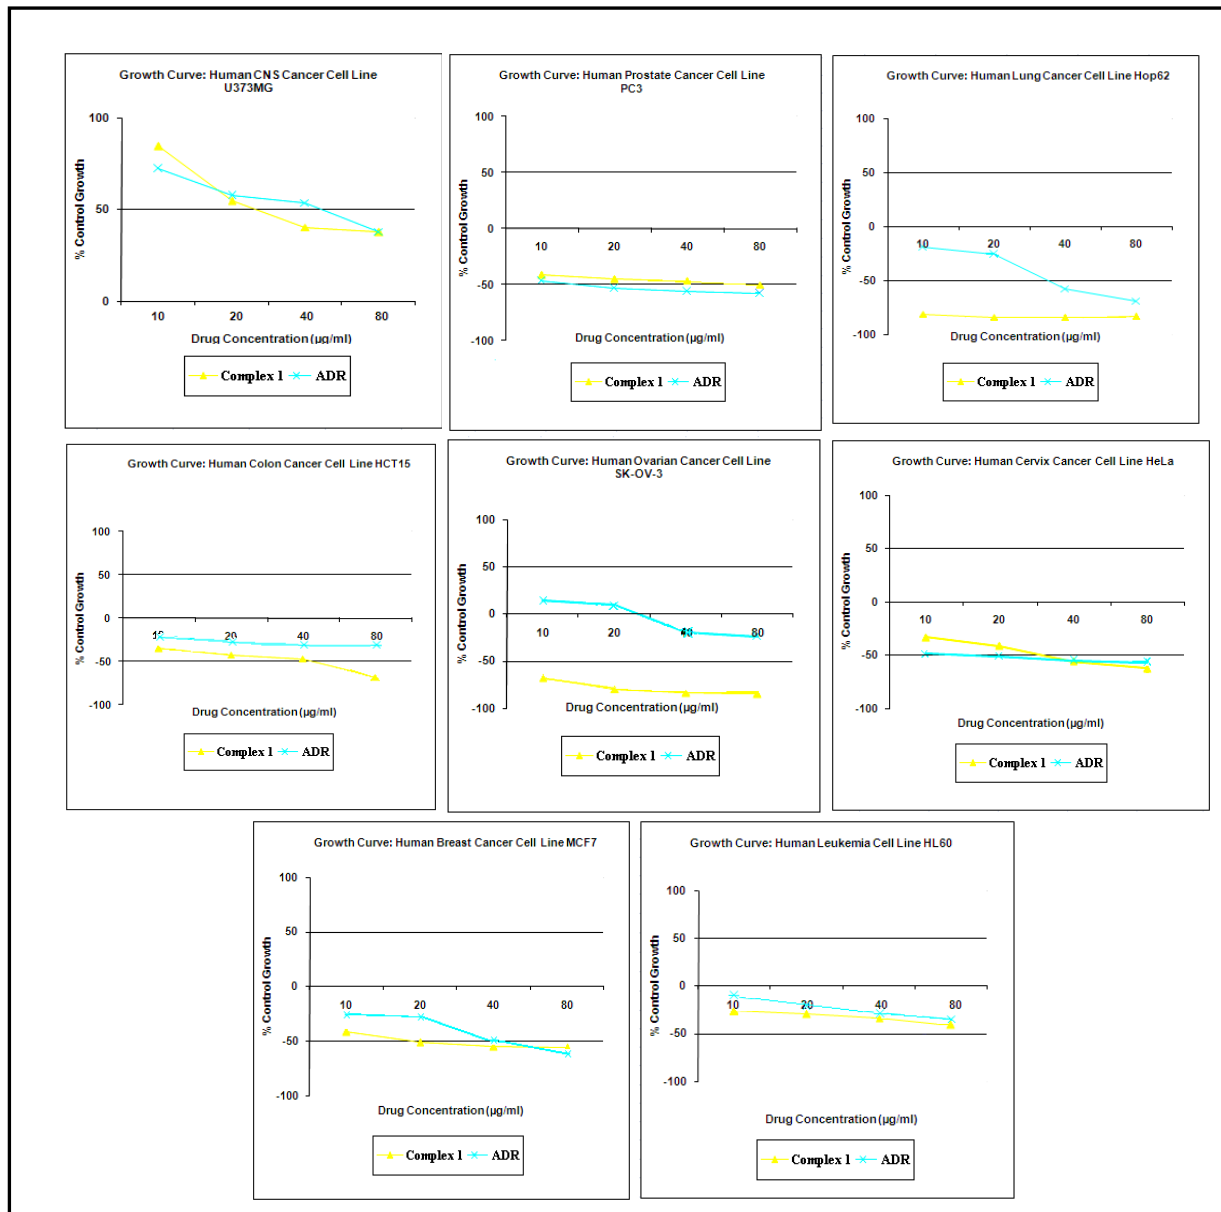 Growth Curve: Human CNS Cancer Cell Line
U373MG
% Control Growth
100
50
0
10 20 40 80
Drug Concentration (µg/ml)
Complex 1 ADR
Growth Curve: Human Prostate Cancer Cell Line
PC3
% Control Growth
100
50
0
-50
-100
10 20 40 80
Drug Concentration (µg/ml)
Complex 1 ADR
Growth Curve: Human Lung Cancer Cell Line Hop62
% Control Growth
100
50
0
-50
-100
10 20 40 80
Drug Concentration (µg/ml)
Complex 1 ADR
Growth Curve: Human Colon Cancer Cell Line HCT15
% Control Growth
100
50
0
-50
-100
10 20 40 80
Drug Concentration (µg/ml)
Complex 1 ADR
Growth Curve: Human Ovarian Cancer Cell Line
SK-OV-3
% Control Growth
100
50
0
-50
-100
10 20 40 80
Drug Concentration (µg/ml)
Complex 1 ADR
Growth Curve: Human Cervix Cancer Cell Line HeLa
% Control Growth
100
50
0
-50
-100
10 20 40 80
Drug Concentration (µg/ml)
Complex 1 ADR
Growth Curve: Human Breast Cancer Cell Line MCF7
% Control Growth
100
50
0
-50
-100
10 20 40 80
Drug Concentration (µg/ml)
Complex 1 ADR
Growth Curve: Human Leukemia Cell Line HL60
% Control Growth
100
50
0
-50
-100
10 20 40 80
Drug Concentration (µg/ml)
Complex 1 ADR